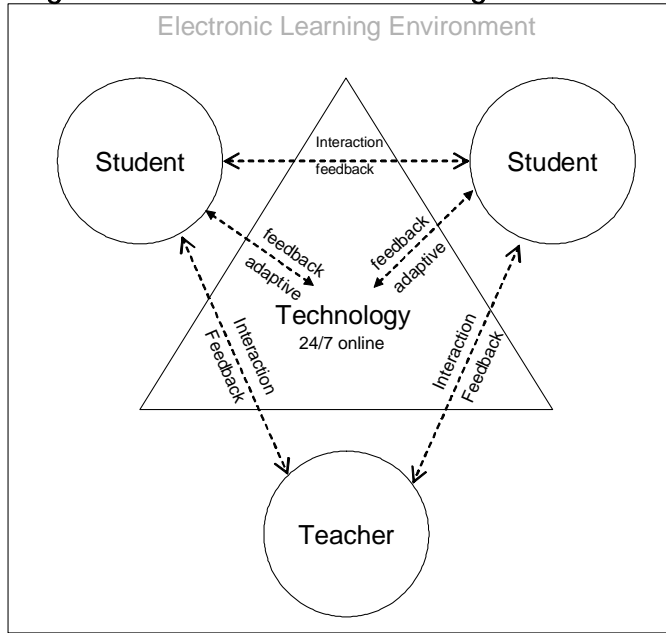 Electronic Learning Environment
Student
Student
Interaction
feedback
feedback
adaptive
feedback
adaptive
Technology
24/7 online
Interaction
Feedback
Interaction
Feedback
Teacher